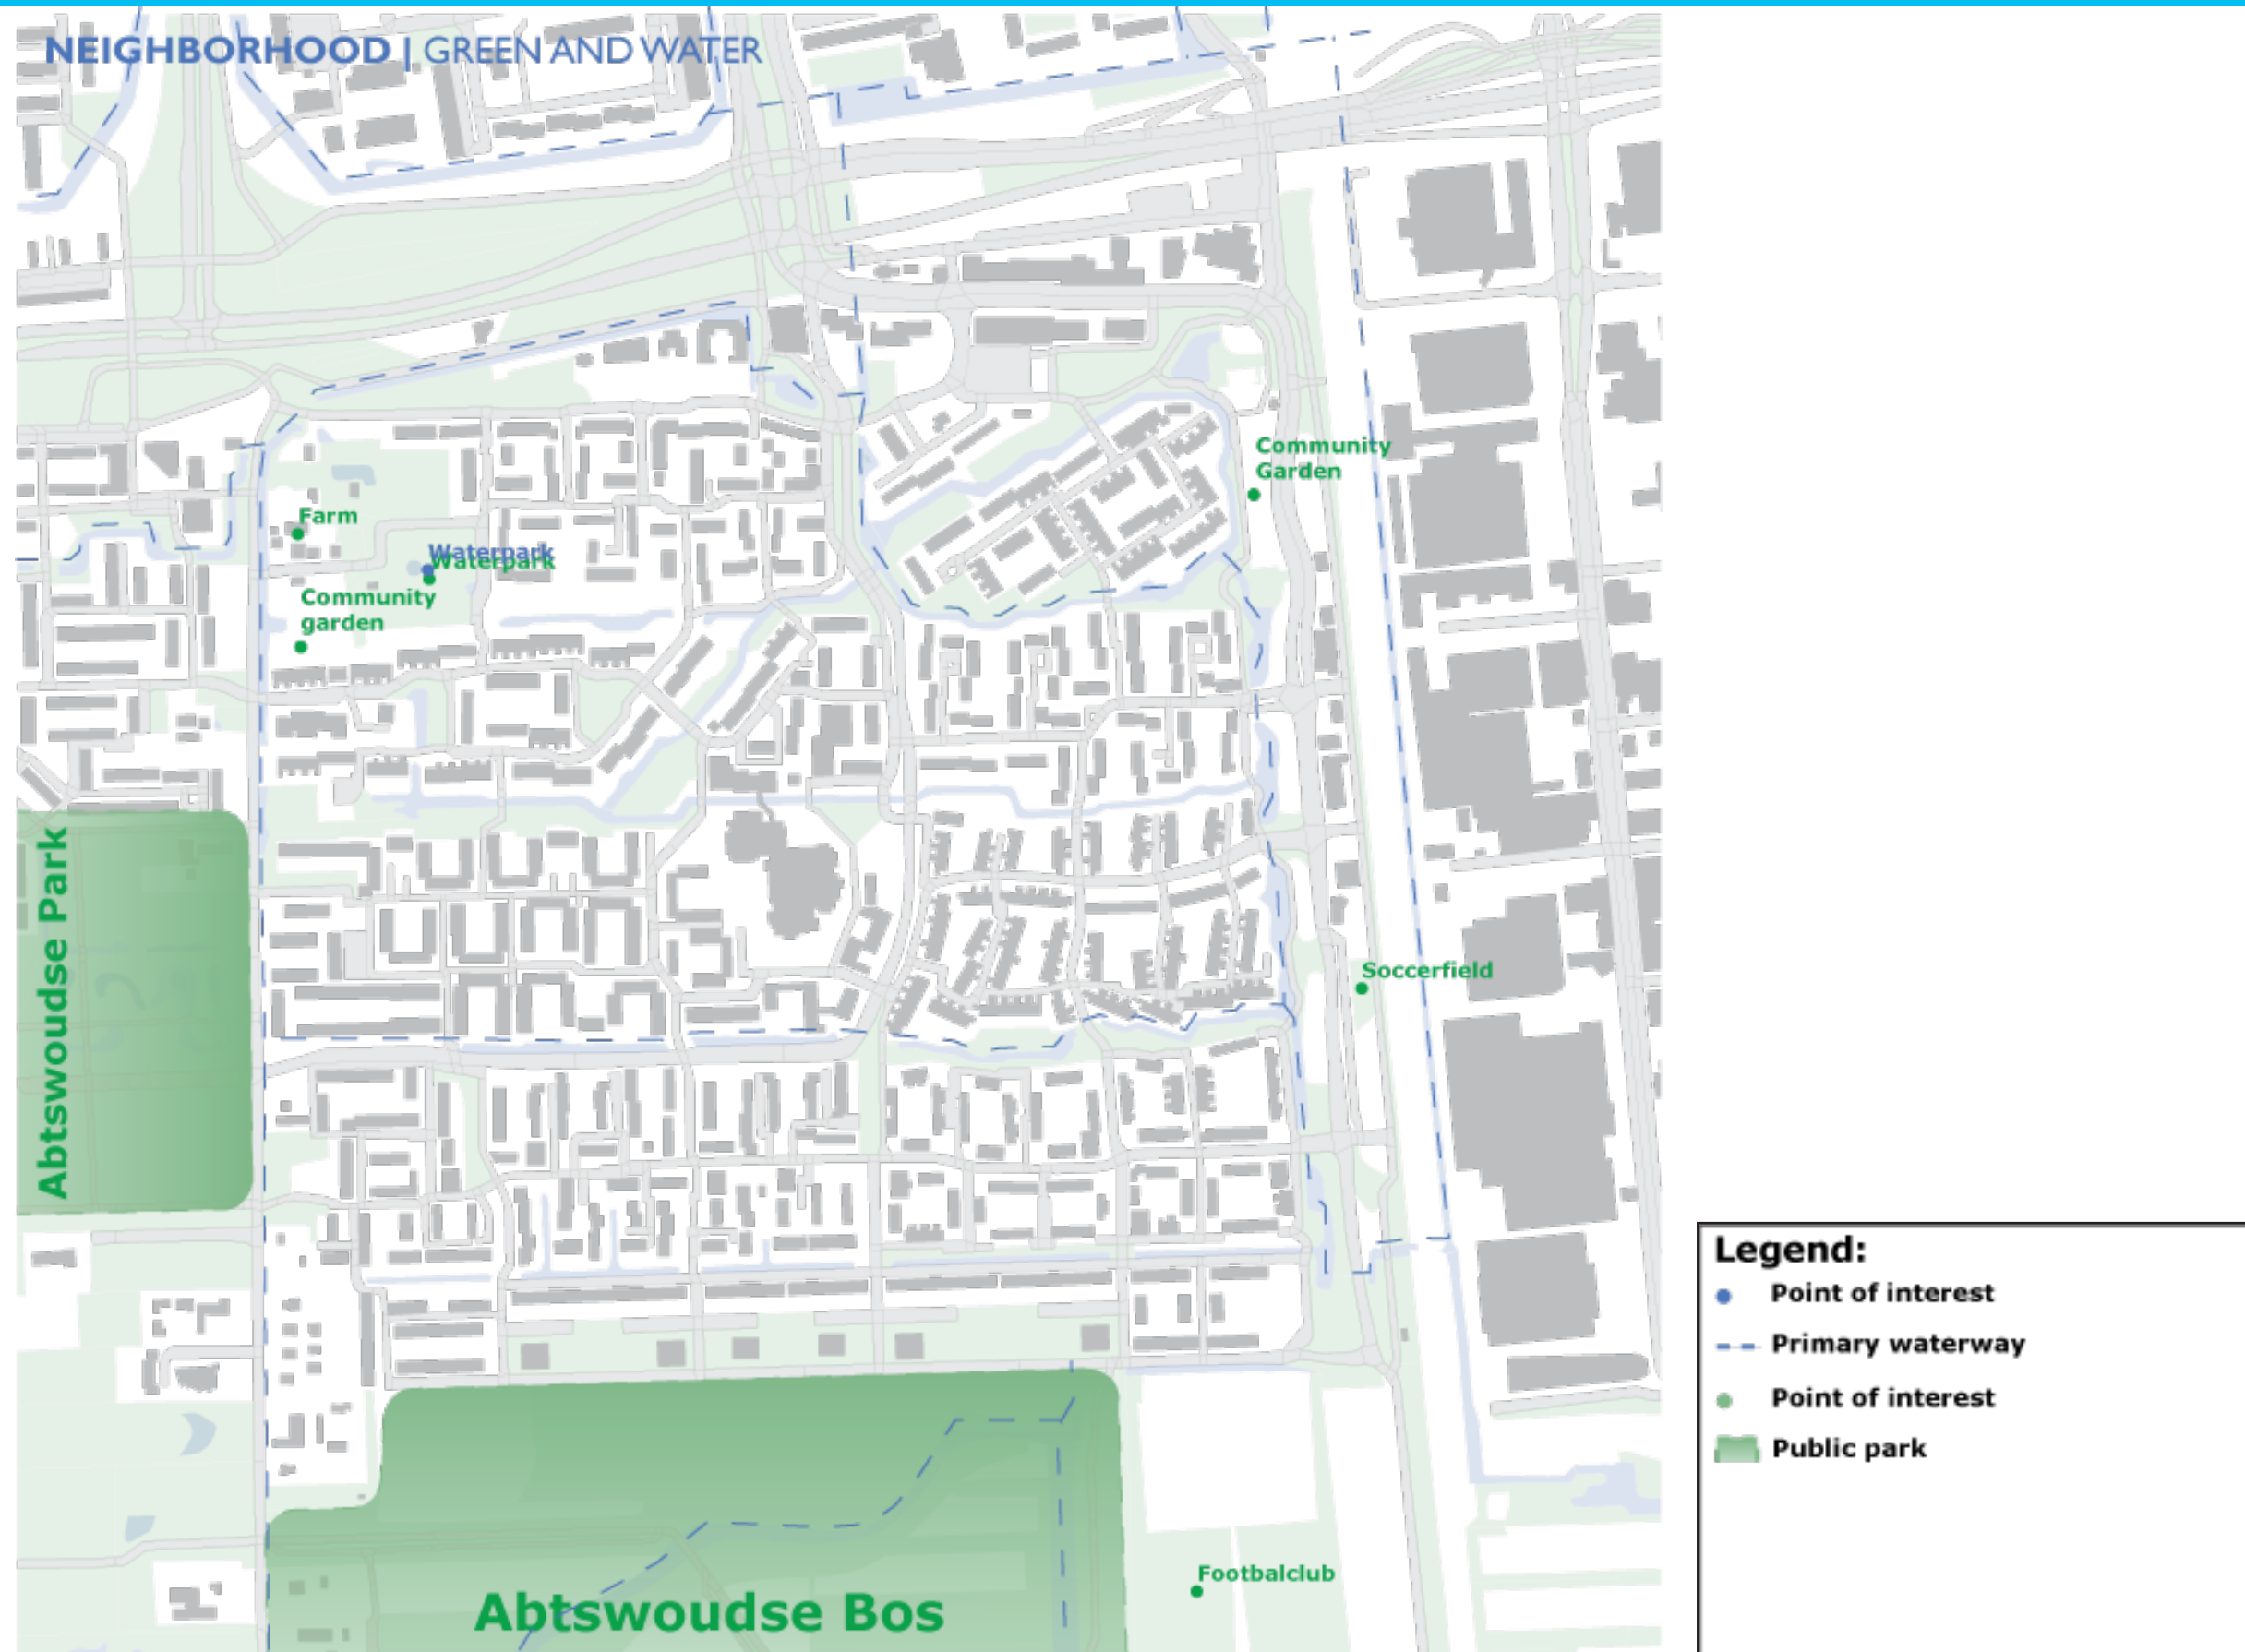 NEIGHBORHOOD | GREEN AND WATER
Community
Garden
Farm
Waterpark
Waterpark
Community
garden
Abtswoudse Park
Soccerfield
Abtswoudse Bos
Footbalclub
Legend:
Point of interest
Primary waterway
Point of interest
Public park